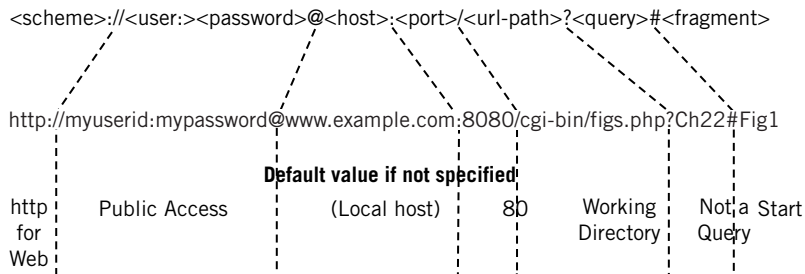 <scheme>://<user:><password>@<host>:<port>/<url-path>?<query>#<fragment>
http://myuserid:mypassword@www.example.com:8080/cgi-bin/figs.php?Ch22#Fig1
Default value if not specified
http for Web
Public Access
(Local host)
80
Working Directory
Not a Query
Start